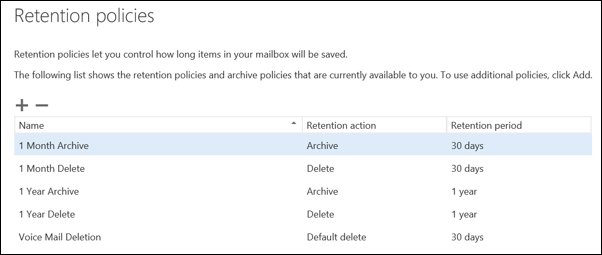 Retention policies
Retention policies let you control how long items in your mailbox will be saved.
The following list shows the retention policies and archive policies that are currently available to you. To use additional policies, click Add.
Name Retention action Retention period
1 Month Archive Archive 30 days
1 Month Delete Delete 30 days
1 Year Archive Archive 1 year
1 Year Delete Delete 1 year
Voice Mail Deletion Default delete 30 days